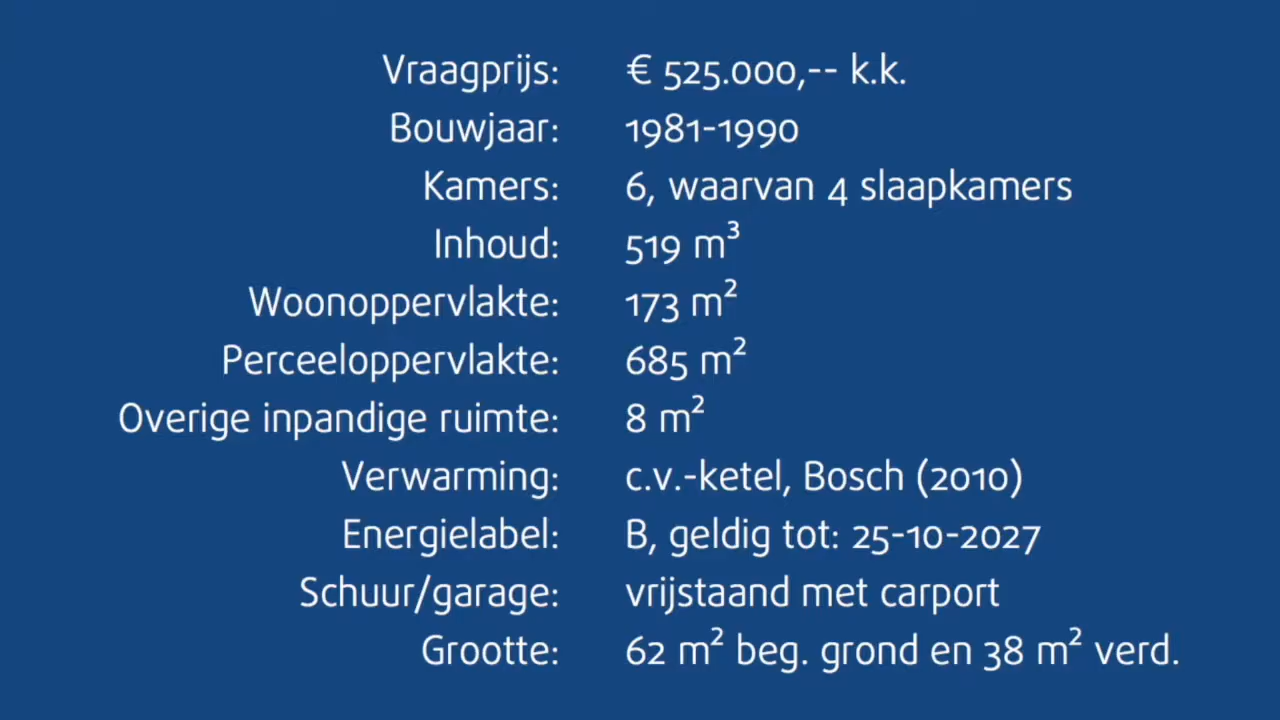 Vraagprijs: € 525.000,-- k.k.
Bouwjaar: 1981-1990
Kamers: 6, waarvan 4 slaapkamers
Inhoud: 519 m³
Woonoppervlakte: 173 m²
Perceeloppervlakte: 685 m²
Overige inpandige ruimte: 8 m²
Verwarming: c.v.-ketel, Bosch (2010)
Energielabel: B, geldig tot: 25-10-2027
Schuur/garage: vrijstaand met carport
Grootte: 62 m² beg. grond en 38 m² verd.